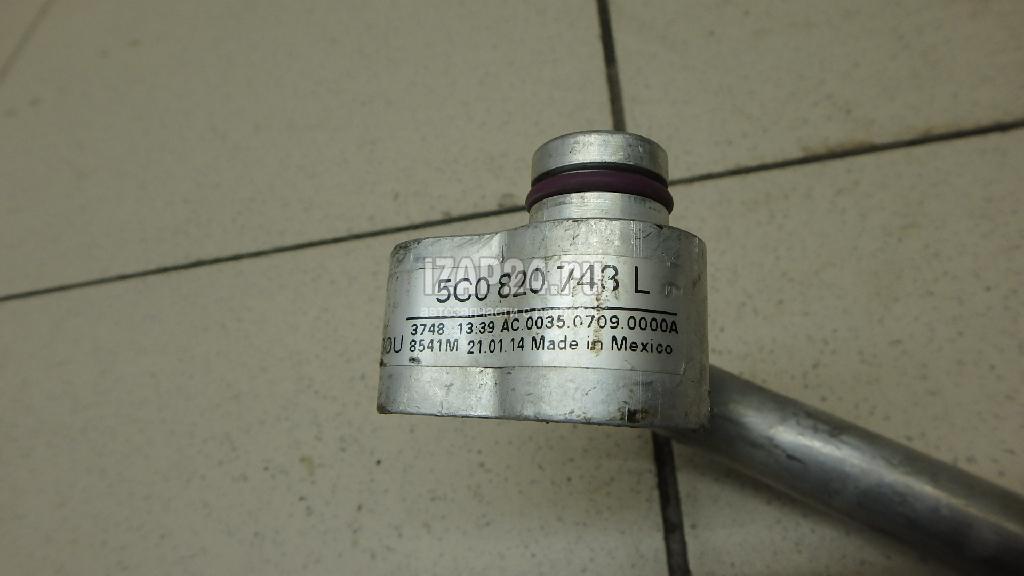 5C0 820 743 L
3748 13:39 AC.0035.0709.0000A
8541M 21.01.14 Made in Mexico